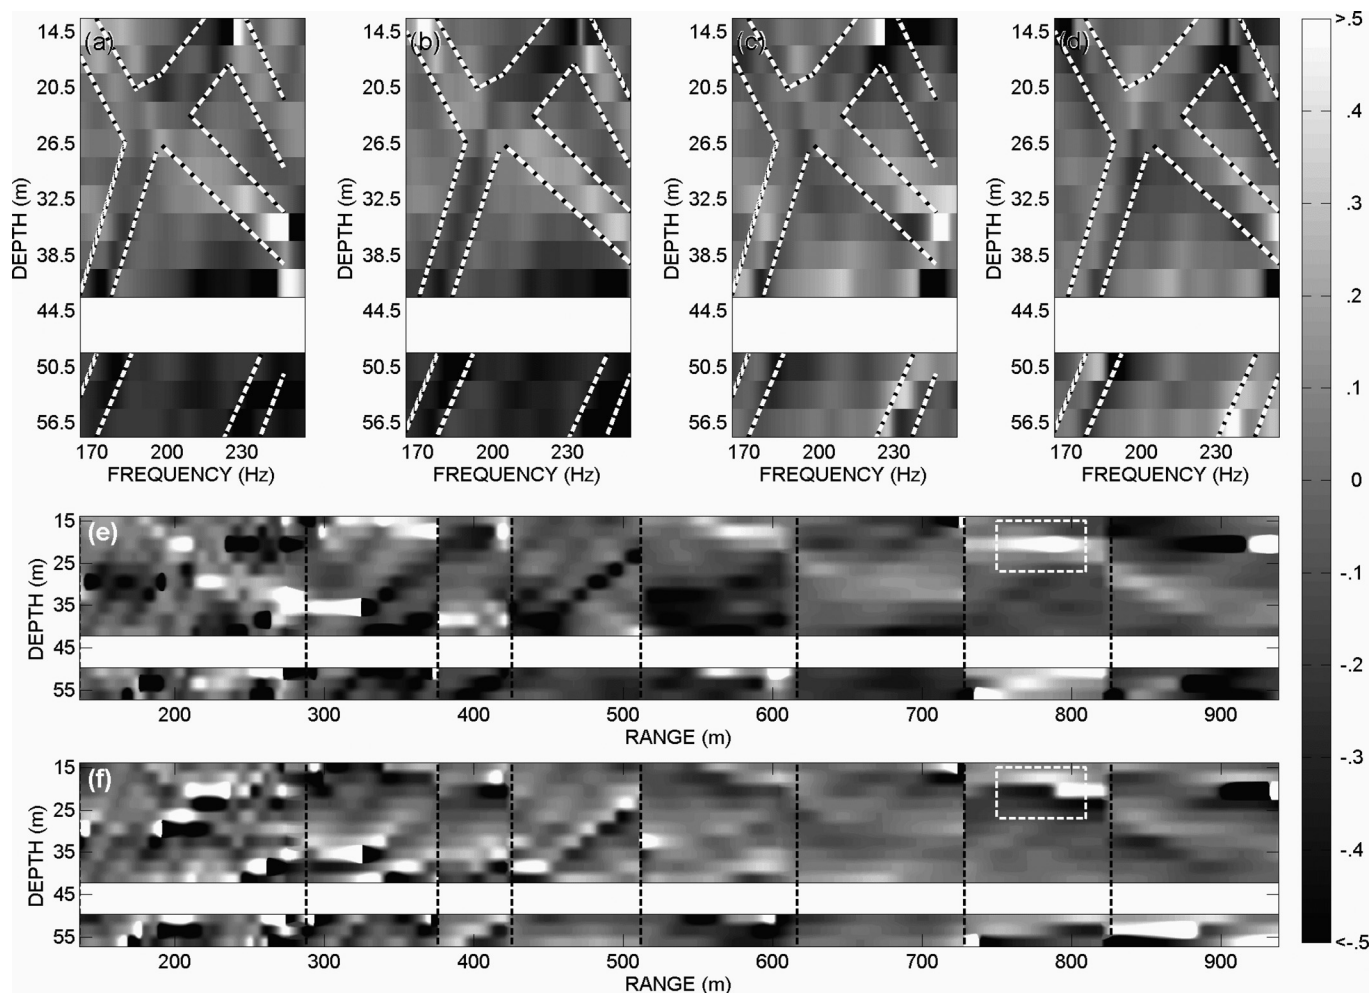 (a) (b) (c) (d)
14.5 14.5 14.5 14.5 >.5
20.5 20.5 20.5 20.5 .4
26.5 26.5 26.5 26.5 .3
32.5 32.5 32.5 32.5
38.5 38.5 38.5 38.5 .2
44.5 44.5 44.5 44.5
50.5 50.5 50.5 50.5 .1
56.5 56.5 56.5 56.5
DEPTH (m) DEPTH (m) DEPTH (m) DEPTH (m)
170 200 230 170 200 230 170 200 230 170 200 230
FREQUENCY (Hz) FREQUENCY (Hz) FREQUENCY (Hz) FREQUENCY (Hz)
0
(e)
15
25 -.1
35
45 -.2
55
DEPTH (m)
200 300 400 500 600 700 800 900
RANGE (m)
-.3
(f)
15
25
35 -.4
45
55 <-.5
DEPTH (m)
200 300 400 500 600 700 800 900
RANGE (m)